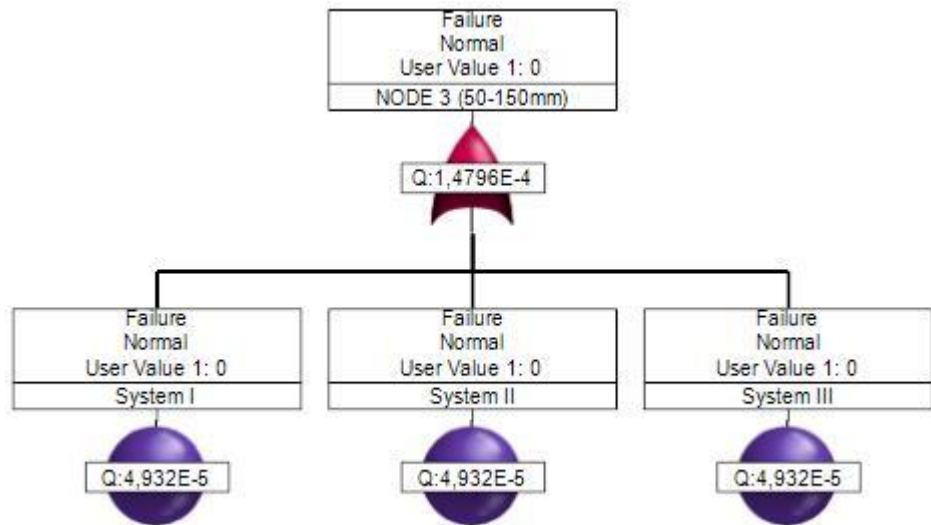 Failure
Normal
User Value 1: 0
NODE 3 (50-150mm)
Q:1,4796E-4
Failure
Normal
User Value 1: 0
System I
Q:4,932E-5
Failure
Normal
User Value 1: 0
System II
Q:4,932E-5
Failure
Normal
User Value 1: 0
System III
Q:4,932E-5